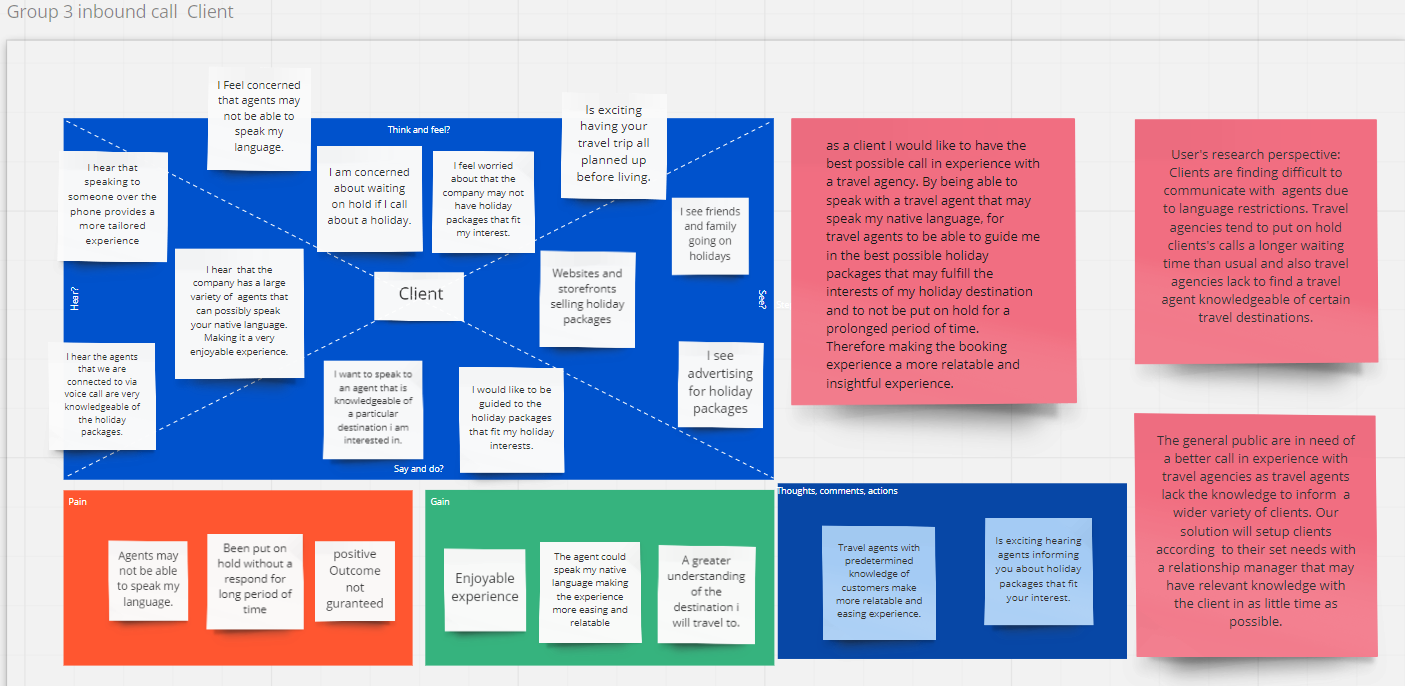 Group 3 inbound call  Client
I Feel concerned
that agents may
not be able to
speak my
language.
Think and feel?
Is exciting
having your
travel trip all
planned up
before living.
I hear that
speaking to
someone over the
phone provides a
more tailored
experience
I am concerned
about waiting
on hold if I call
about a holiday.
I feel worried
about that the
company may not
have holiday
packages that fit
my interest.
I see friends
and family
going on
holidays
I hear  that the
company has a large
variety of  agents that
can possibly speak
your native language.
Making it a very
enjoyable experience.
Client
Websites and
storefronts
selling holiday
packages
Hear?
See?
I hear the agents
that we are
connected to via
voice call are very
knowledgeable of
the holiday
packages.
I want to speak to
an agent that is
knowledgeable of
a particular
destination i am
interested in.
I would like to be
guided to the
holiday packages
that fit my holiday
interests.
I see
advertising
for holiday
packages
Say and do?
Pain
Agents may
not be able
to speak my
language.
Been put on
hold without a
respond for
long period of
time
positive
Outcome
not
guranteed
Gain
Enjoyable
experience
The agent could
speak my native
language making
the experience
more easing and
relatable
A greater
understanding
of the
destination i
will travel to.
Thoughts, comments, actions
Travel agents with
predetermined
knowledge of
customers make
more relatable and
easing experience.
Is exciting hearing
agents informing
you about holiday
packages that fit
your interest.
as a client I would like to have the
best possible call in experience with
a travel agency. By being able to
speak with a travel agent that may
speak my native language, for
travel agents to be able to guide me
in the best possible holiday
packages that may fulfill the
interests of my holiday destination
and to not be put on hold for a
prolonged period of time.
Therefore making the booking
experience a more relatable and
insightful experience.
User's research perspective:
Clients are finding difficult to
communicate with  agents due
to language restrictions. Travel
agencies tend to put on hold
clients's calls a longer waiting
time than usual and also travel
agencies lack to find a travel
agent knowledgeable of certain
travel destinations.
The general public are in need of
a better call in experience with
travel agencies as travel agents
lack the knowledge to inform  a
wider variety of clients. Our
solution will setup clients
according  to their set needs with
a relationship manager that may
have relevant knowledge with
the client in as little time as
possible.